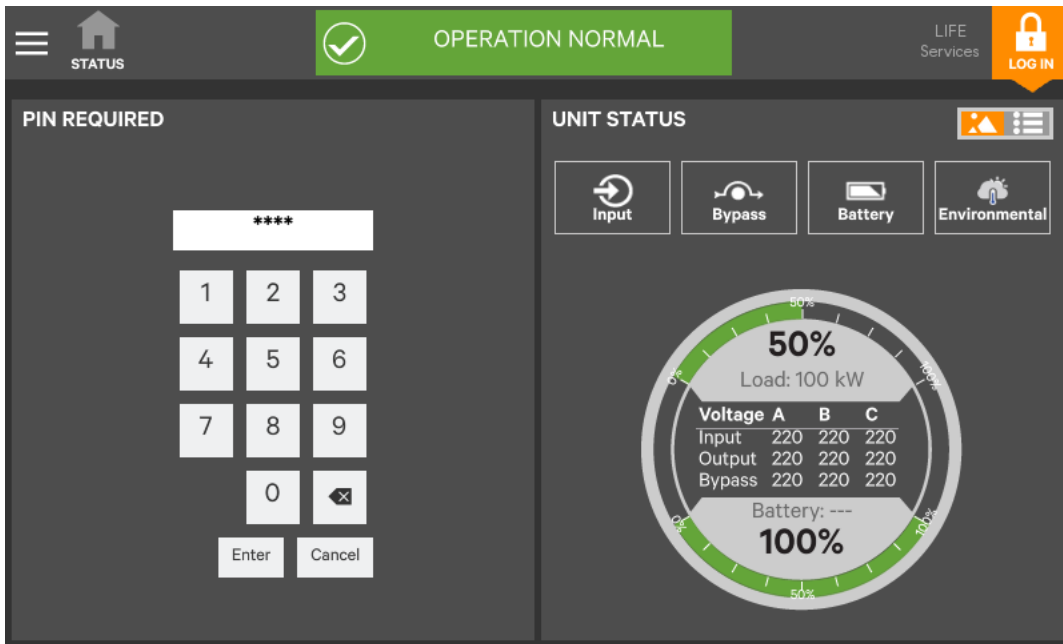 STATUS
OPERATION NORMAL
LIFE
Services
LOG IN
PIN REQUIRED
****
1 2 3
4 5 6
7 8 9
0
Enter Cancel
UNIT STATUS
Input Bypass Battery Environmental
50%
0%
100%
50%
Load: 100 kW
Voltage A B C
Input 220 220 220
Output 220 220 220
Bypass 220 220 220
Battery: ---
100%
0%
100%
50%